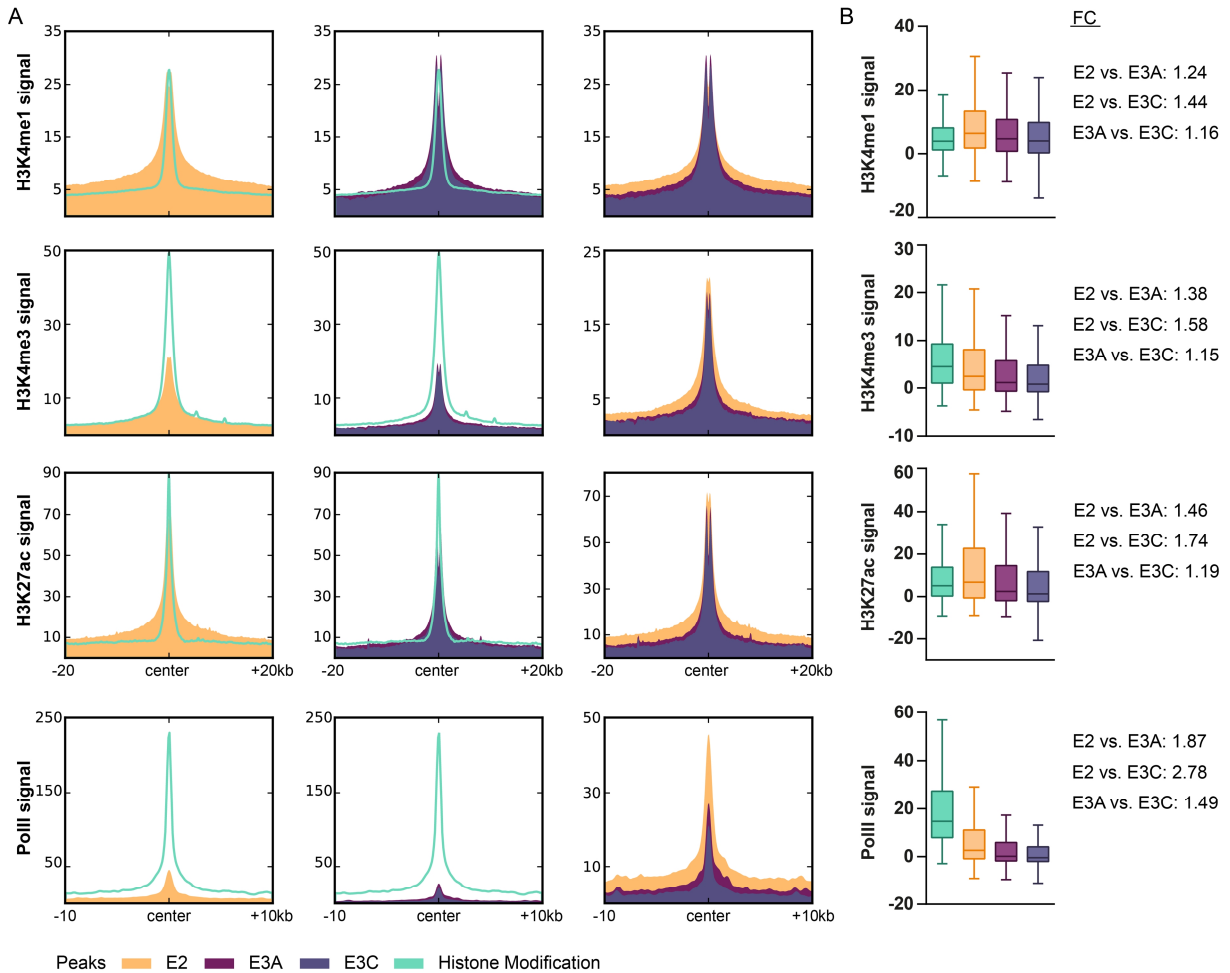 A
B
FC
H3K4me1 signal
35
25
15
5
35
25
15
5
35
25
15
5
H3K4me1 signal
40
20
0
-20
E2 vs. E3A: 1.24
E2 vs. E3C: 1.44
E3A vs. E3C: 1.16
H3K4me3 signal
50
30
10
50
30
10
25
15
5
H3K4me3 signal
30
20
10
0
-10
E2 vs. E3A: 1.38
E2 vs. E3C: 1.58
E3A vs. E3C: 1.15
H3K27ac signal
90
70
50
30
10
-20
center
+20kb
90
70
50
30
10
-20
center
+20kb
70
50
30
10
-20
center
+20kb
H3K27ac signal
60
40
20
0
-20
E2 vs. E3A: 1.46
E2 vs. E3C: 1.74
E3A vs. E3C: 1.19
PolII signal
250
150
50
-10
center
+10kb
250
150
50
-10
center
+10kb
50
30
10
-10
center
+10kb
PolII signal
60
40
20
0
-20
E2 vs. E3A: 1.87
E2 vs. E3C: 2.78
E3A vs. E3C: 1.49
Peaks E2 E3A E3C Histone Modification